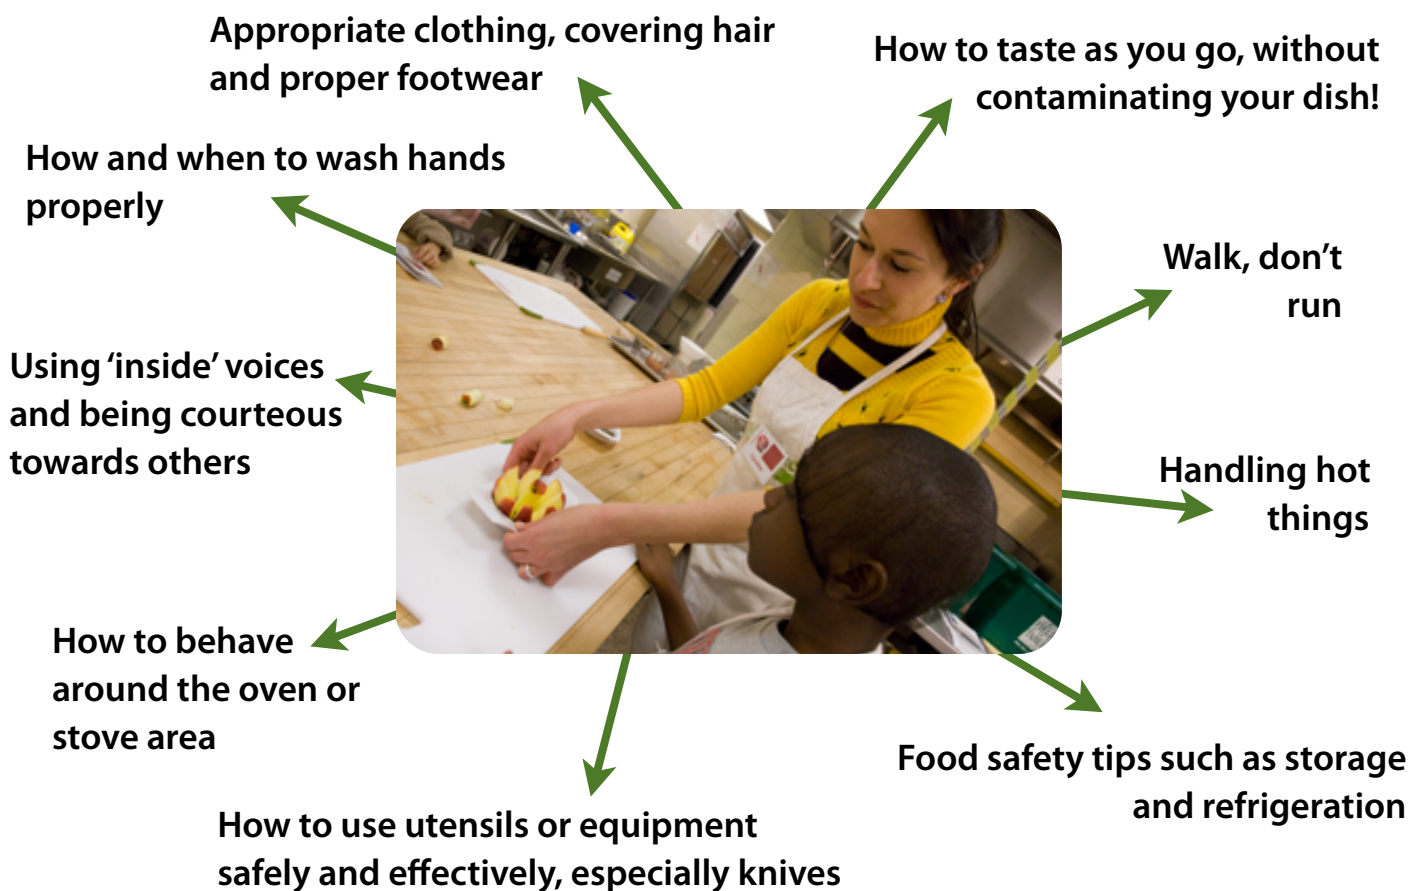 Appropriate clothing, covering hair
and proper footwear
How to taste as you go, without
contaminating your dish!
How and when to wash hands
properly
Walk, don’t
run
Using ‘inside’ voices
and being courteous
towards others
Handling hot
things
How to behave
around the oven or
stove area
Food safety tips such as storage
and refrigeration
How to use utensils or equipment
safely and effectively, especially knives